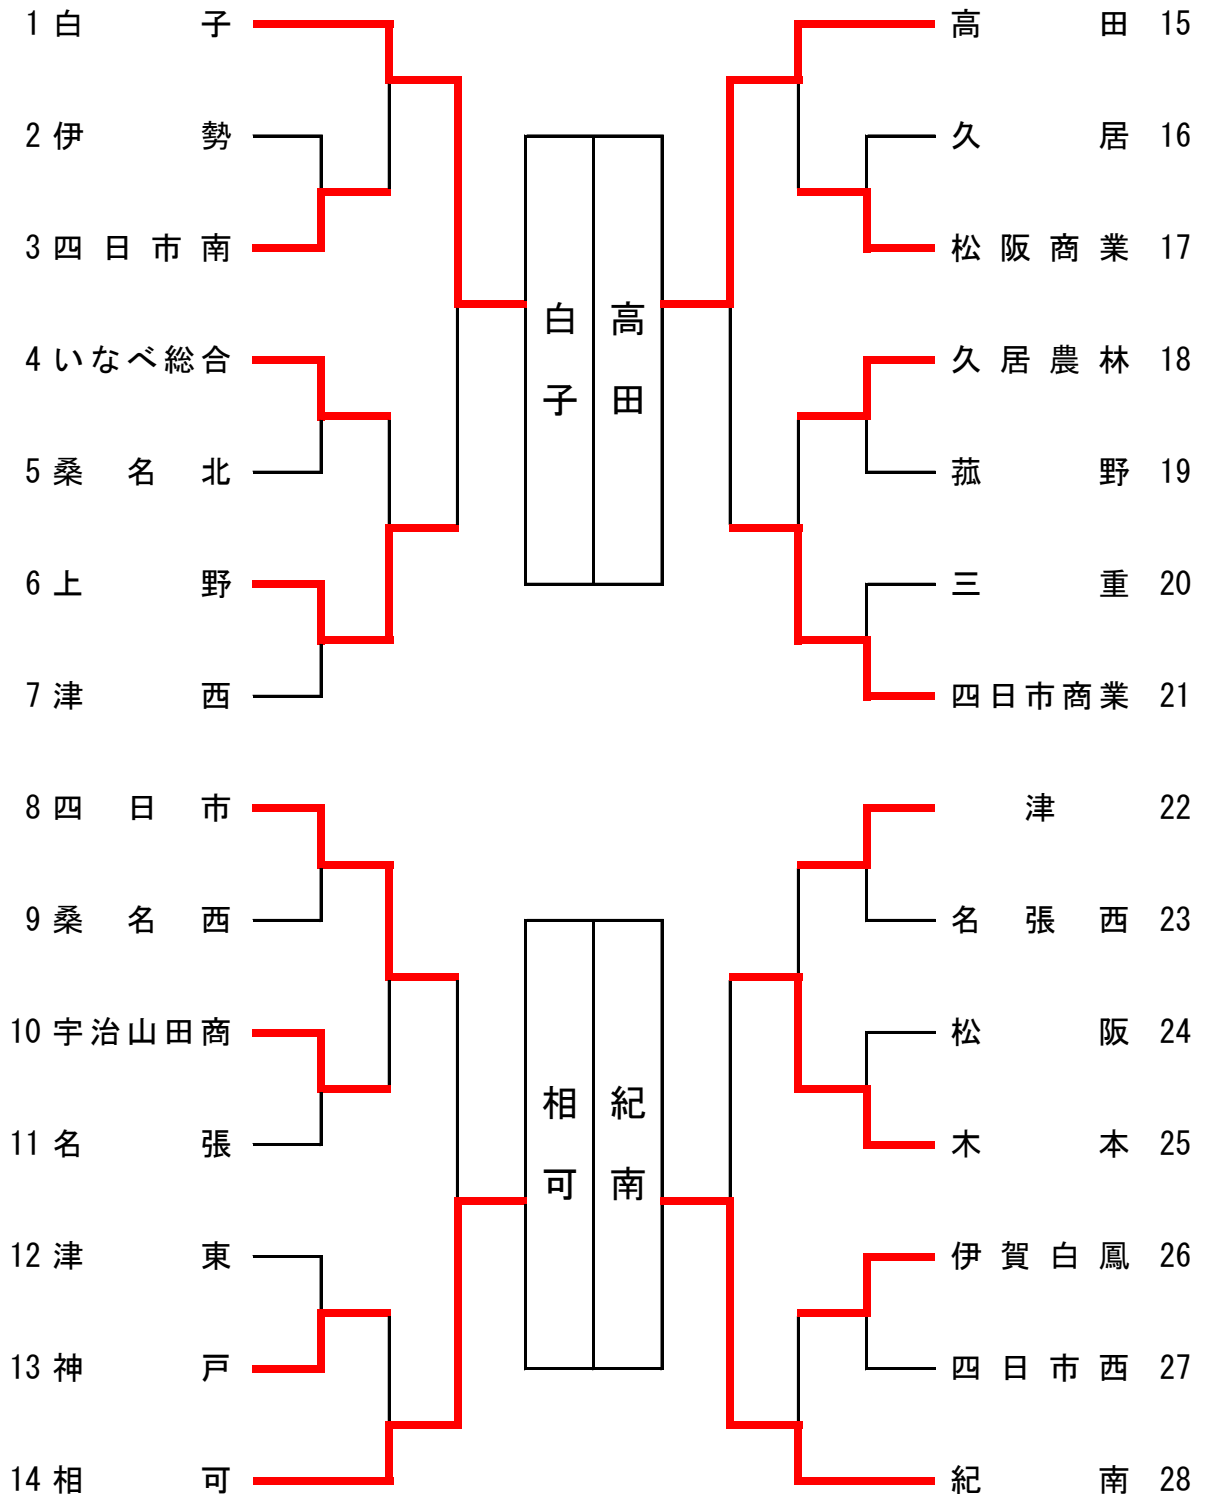 1 白子
2 伊勢
3 四日市南
4 いなべ総合
5 桑名北
6 上野
7 津西
8 四日市
9 桑名西
10 宇治山田商
11 名張
12 津東
13 神戸
14 相可
白子
高田
相可
紀南
高田 15
久居 16
松阪商業 17
久居農林 18
菰野 19
三重 20
四日市商業 21
津 22
名張西 23
松阪 24
木本 25
伊賀白鳳 26
四日市西 27
紀南 28